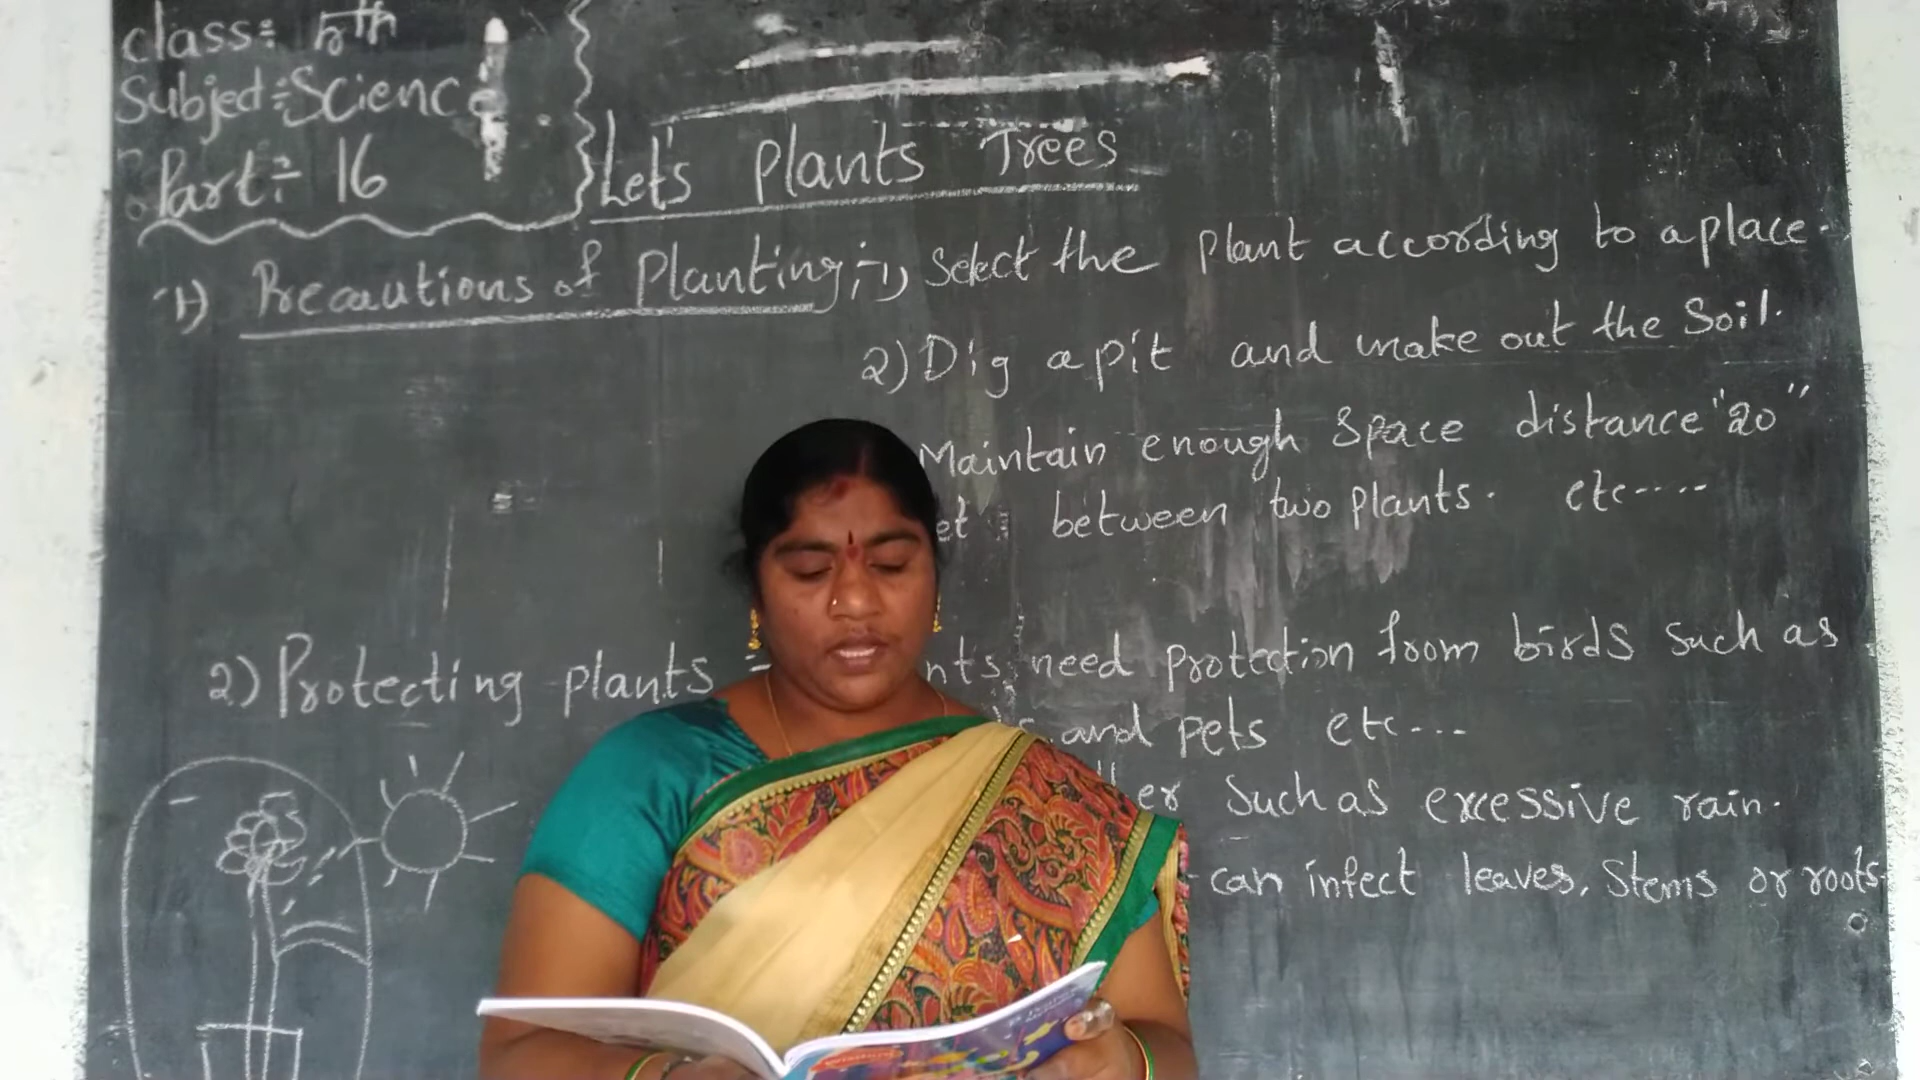 class:- 5th
Subject:- Science
Part:- 16
Let's Plants Trees
1) Precautions of Planting :- 1) Select the Plant according to a place.
2) Dig a pit and make out the Soil.
Maintain enough Space distance "20"
between two plants. etc.....
2) Protecting plants :- need protection from birds such as
and pets etc...
Such as excessive rain.
can infect leaves, Stems or roots.